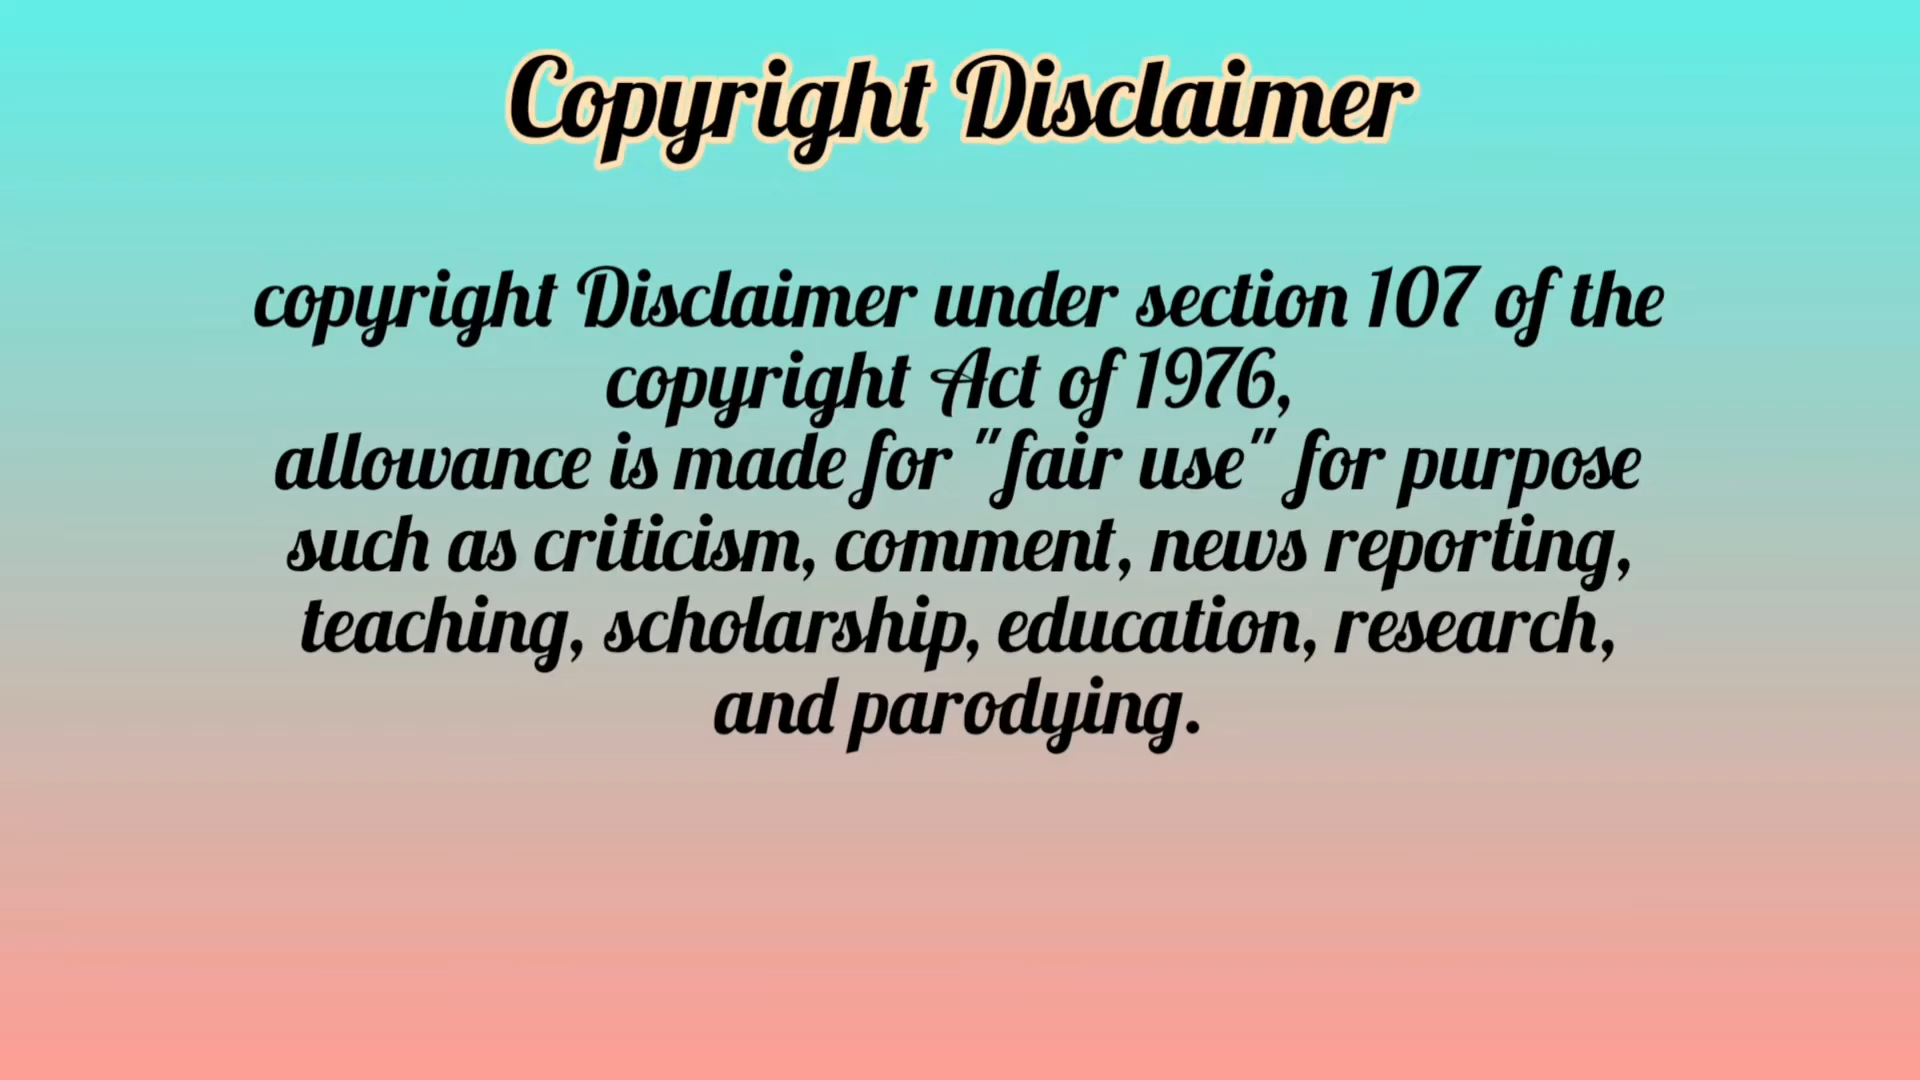 Copyright Disclaimer
copyright Disclaimer under section 107 of the
copyright Act of 1976,
allowance is made for "fair use" for purpose
such as criticism, comment, news reporting,
teaching, scholarship, education, research,
and parodying.